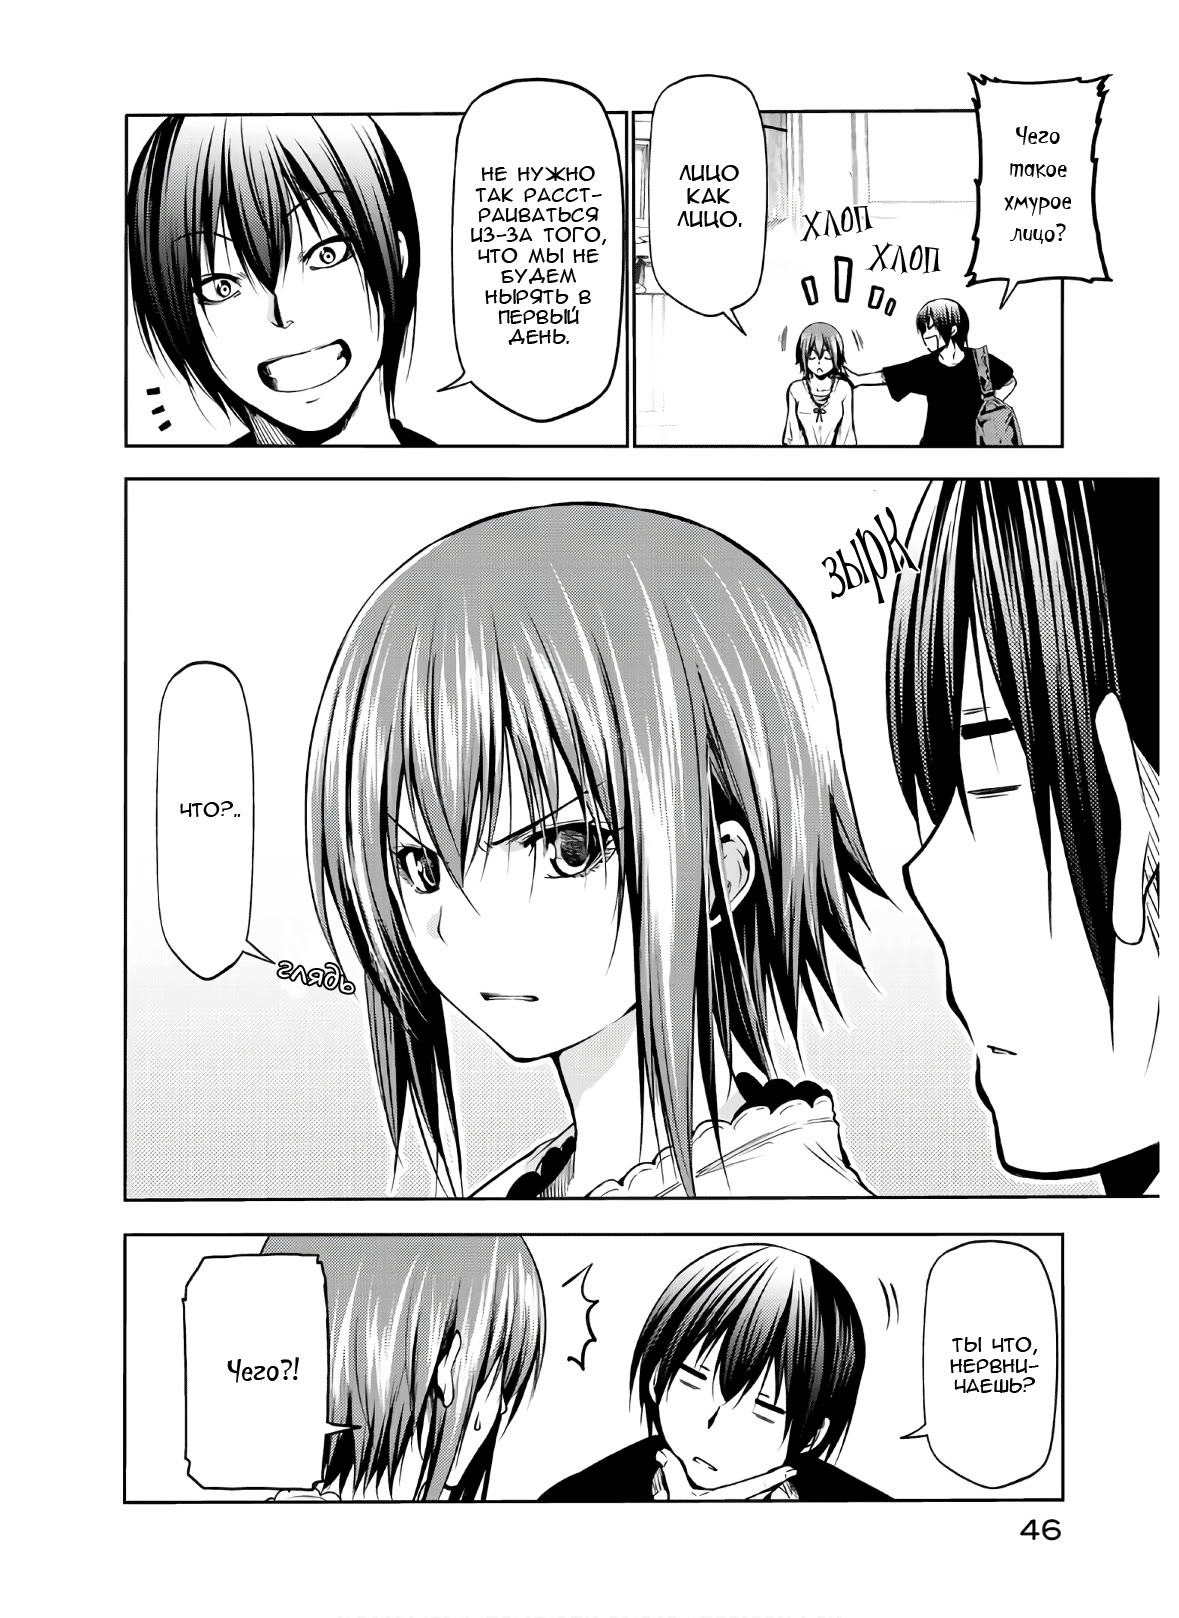 Чего
такое
хмурое
лицо?
ХЛОП
ХЛОП
ЛИЦО
КАК
ЛИЦО.
НЕ НУЖНО
ТАК РАССТ-
РАИВАТЬСЯ
ИЗ-ЗА ТОГО,
ЧТО МЫ НЕ
БУДЕМ
НЫРЯТЬ В
ПЕРВЫЙ
ДЕНЬ.
ЗЫРК
ЧТО?..
глядь
ТЫ ЧТО,
НЕРВНИ-
ЧАЕШЬ?
Чего?!
46